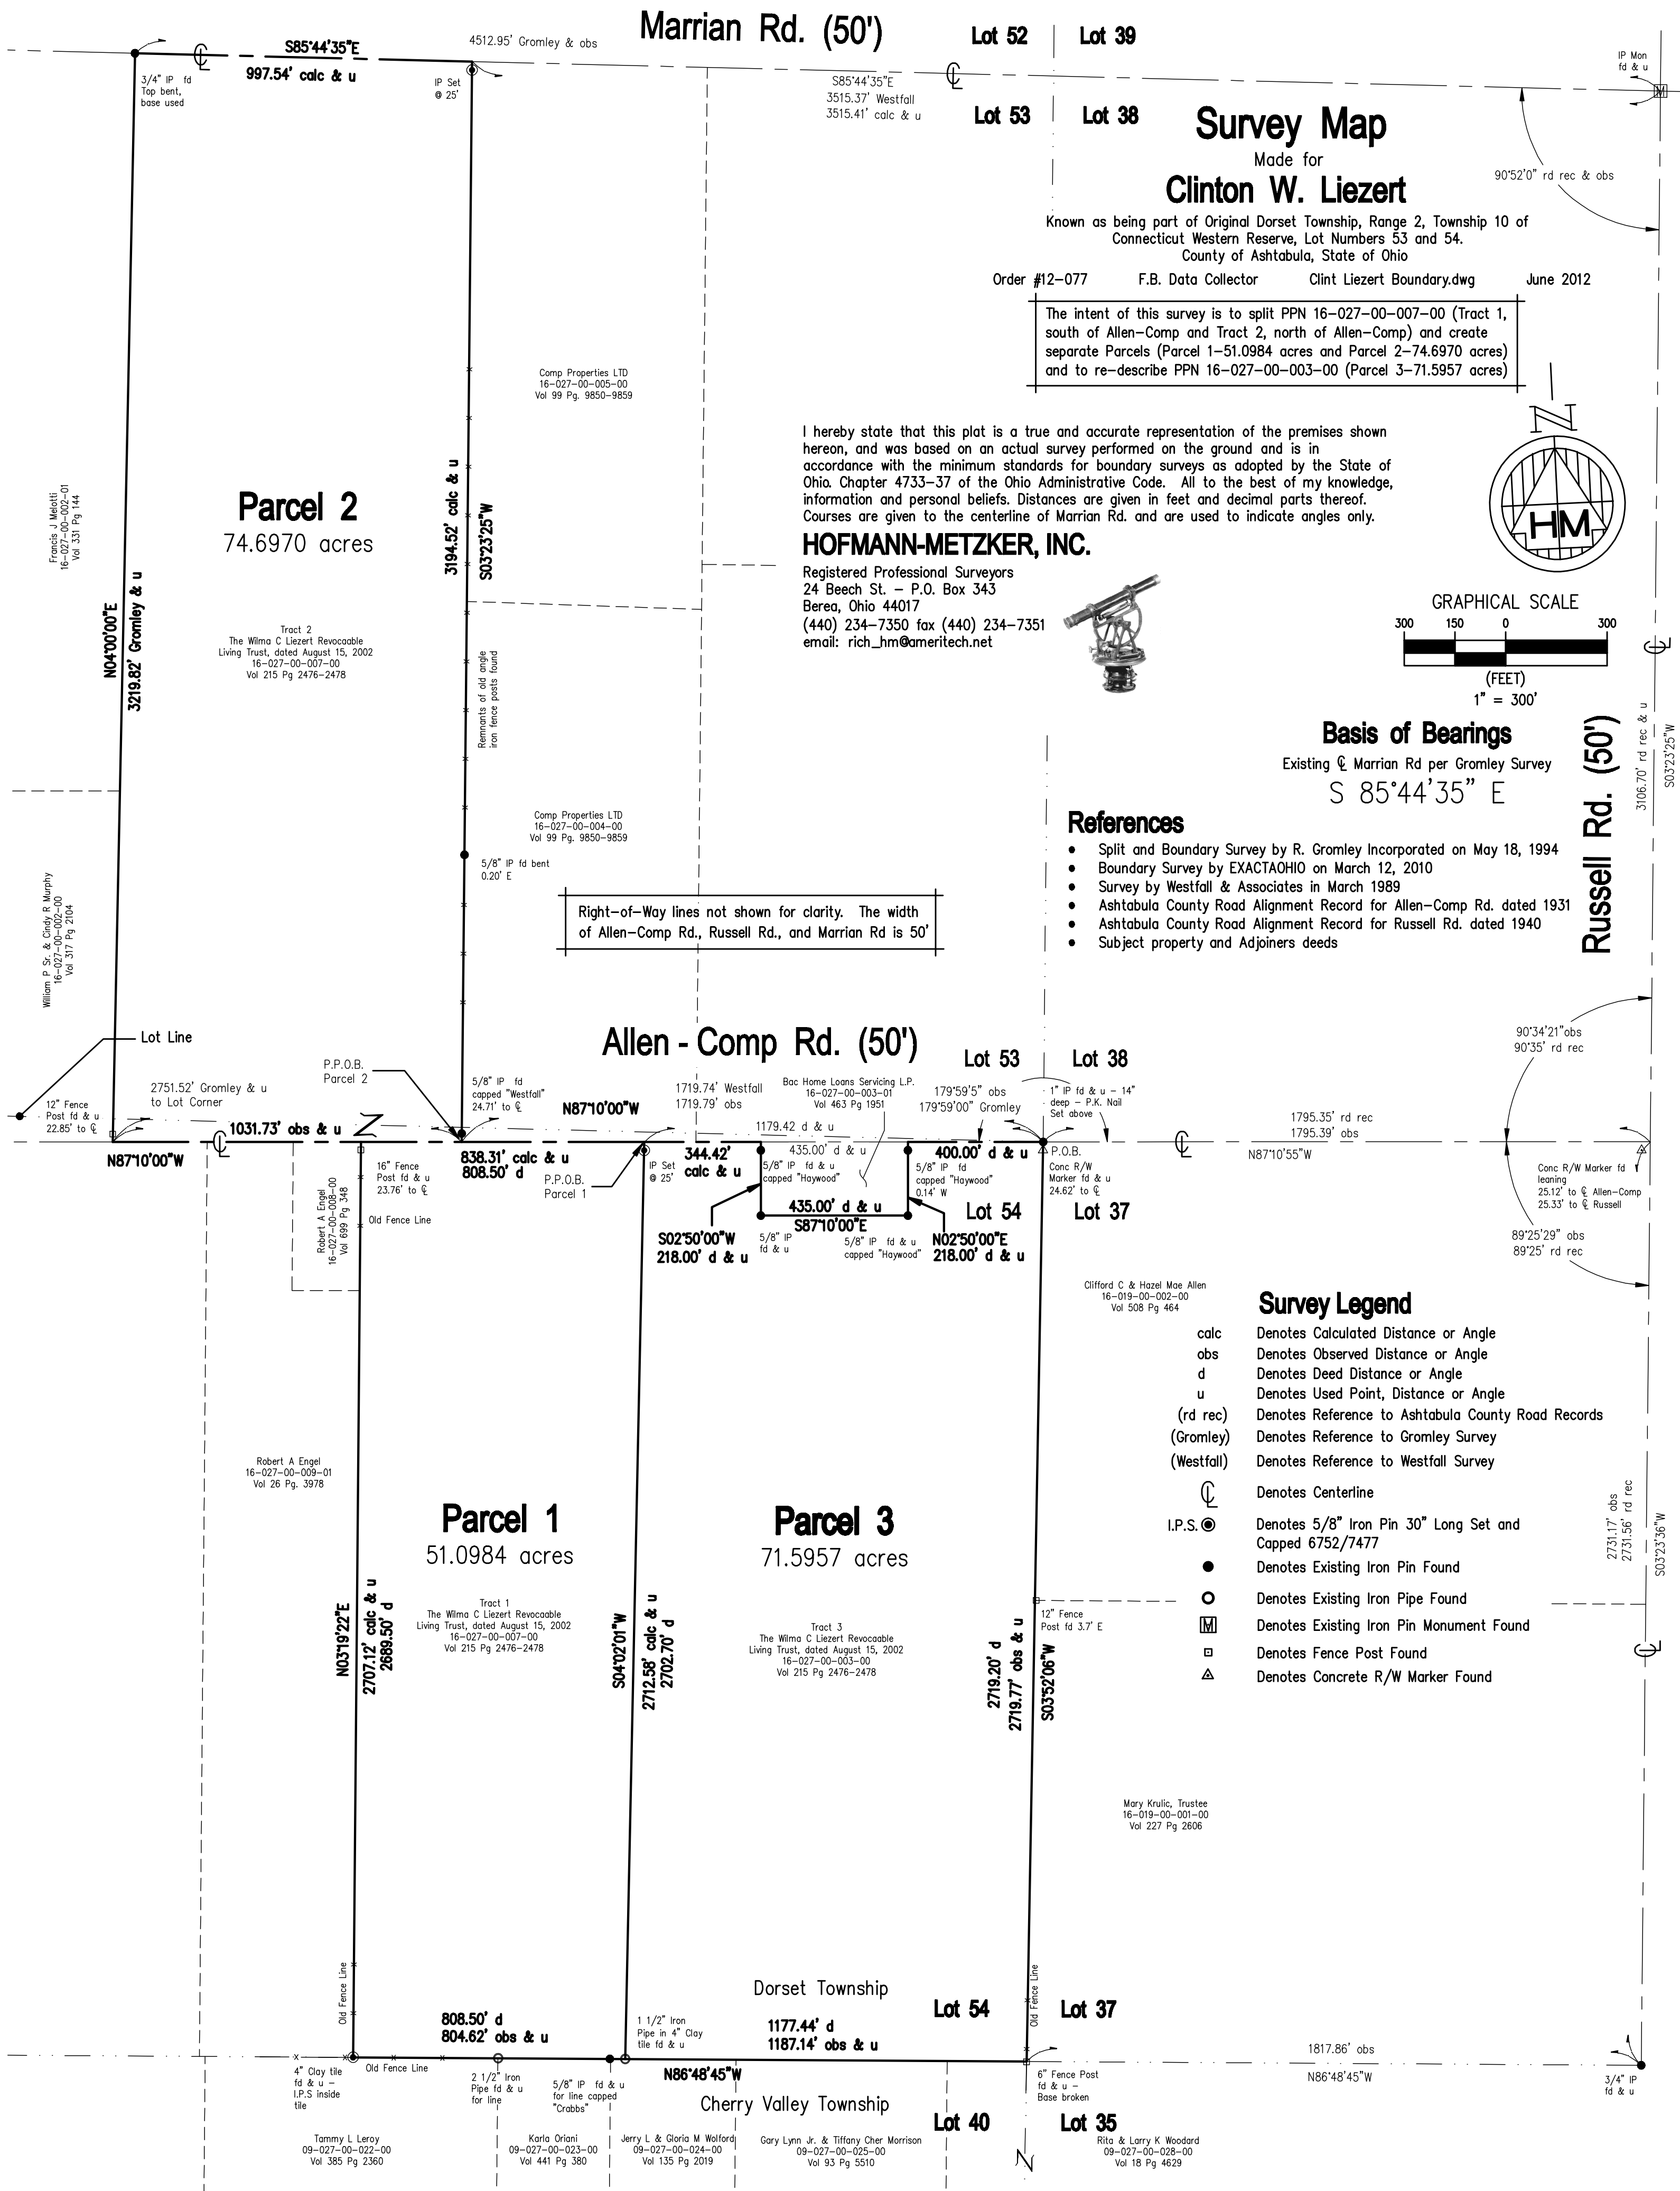 Marrian Rd. (50')
Lot 52
Lot 39
S85°44'35"E
997.54' calc & u
4512.95' Gromley & obs
3/4" IP fd
Top bent,
base used
IP Set
@ 25'
S85°44'35"E
3515.37' Westfall
3515.41' calc & u
IP Mon
fd & u
M
Lot 53
Lot 38
Survey Map
Made for
Clinton W. Liezert
90°52'0" rd rec & obs
Known as being part of Original Dorset Township, Range 2, Township 10 of
Connecticut Western Reserve, Lot Numbers 53 and 54.
County of Ashtabula, State of Ohio
Order #12-077 F.B. Data Collector Clint Liezert Boundary.dwg June 2012
The intent of this survey is to split PPN 16-027-00-007-00 (Tract 1,
south of Allen-Comp and Tract 2, north of Allen-Comp) and create
separate Parcels (Parcel 1-51.0984 acres and Parcel 2-74.6970 acres)
and to re-describe PPN 16-027-00-003-00 (Parcel 3-71.5957 acres)
Comp Properties LTD
16-027-00-005-00
Vol 99 Pg. 9850-9859
I hereby state that this plat is a true and accurate representation of the premises shown
hereon, and was based on an actual survey performed on the ground and is in
accordance with the minimum standards for boundary surveys as adopted by the State of
Ohio. Chapter 4733-37 of the Ohio Administrative Code. All to the best of my knowledge,
information and personal beliefs. Distances are given in feet and decimal parts thereof.
Courses are given to the centerline of Marrian Rd. and are used to indicate angles only.
HOFMANN-METZKER, INC.
Registered Professional Surveyors
24 Beech St. - P.O. Box 343
Berea, Ohio 44017
(440) 234-7350 fax (440) 234-7351
email: rich_hm@ameritech.net
N
HM
GRAPHICAL SCALE
300 150 0 300
(FEET)
1" = 300'
Francis J Melotti
16-027-00-002-01
Vol 331 Pg 144
Parcel 2
74.6970 acres
N04°00'00"E
3219.82' Gromley & u
3194.52' calc & u
S03°23'25"W
Tract 2
The Wilma C Liezert Revocaable
Living Trust, dated August 15, 2002
16-027-00-007-00
Vol 215 Pg 2476-2478
Remnants of old angle
iron fence posts found
Basis of Bearings
Existing ℄ Marrian Rd per Gromley Survey
S 85°44'35" E
Russell Rd. (50')
3106.70' rd rec & u
S03°23'25"W
References
• Split and Boundary Survey by R. Gromley Incorporated on May 18, 1994
• Boundary Survey by EXACTAOHIO on March 12, 2010
• Survey by Westfall & Associates in March 1989
• Ashtabula County Road Alignment Record for Allen-Comp Rd. dated 1931
• Ashtabula County Road Alignment Record for Russell Rd. dated 1940
• Subject property and Adjoiners deeds
Comp Properties LTD
16-027-00-004-00
Vol 99 Pg. 9850-9859
5/8" IP fd bent
0.20' E
William P Sr. & Cindy R Murphy
16-027-00-002-00
Vol 317 Pg 2104
Right-of-Way lines not shown for clarity. The width
of Allen-Comp Rd., Russell Rd., and Marrian Rd is 50'
Lot Line
Allen - Comp Rd. (50')
Lot 53
Lot 38
90°34'21"obs
90°35' rd rec
P.P.O.B.
Parcel 2
12" Fence
Post fd & u
22.85' to ℄
2751.52' Gromley & u
to Lot Corner
5/8" IP fd
capped "Westfall"
24.71' to ℄
N87°10'00"W
1719.74' Westfall
1719.79' obs
Bac Home Loans Servicing L.P.
16-027-00-003-01
Vol 463 Pg 1951
179°59'5" obs
179°59'00" Gromley
1" IP fd & u - 14"
deep - P.K. Nail
Set above
1795.35' rd rec
1795.39' obs
1031.73' obs & u
N87°10'00"W
1179.42 d & u
N87°10'55"W
838.31' calc & u
808.50' d
P.P.O.B.
Parcel 1
IP Set
@ 25'
344.42'
calc & u
435.00' d & u
5/8" IP fd & u
capped "Haywood"
400.00' d & u
5/8" IP fd
capped "Haywood"
0.14' W
P.O.B.
Conc R/W
Marker fd & u
24.62' to ℄
Conc R/W Marker fd
leaning
25.12' to ℄ Allen-Comp
25.33' to ℄ Russell
16" Fence
Post fd & u
23.76' to ℄
Robert A Engel
16-027-00-008-00
Vol 699 Pg 348
Old Fence Line
435.00' d & u
S87°10'00"E
S02°50'00"W
218.00' d & u
5/8" IP
fd & u
5/8" IP fd & u
capped "Haywood"
N02°50'00"E
218.00' d & u
Lot 54
Lot 37
89°25'29" obs
89°25' rd rec
Clifford C & Hazel Mae Allen
16-019-00-002-00
Vol 508 Pg 464
Survey Legend
calc Denotes Calculated Distance or Angle
obs Denotes Observed Distance or Angle
d Denotes Deed Distance or Angle
u Denotes Used Point, Distance or Angle
(rd rec) Denotes Reference to Ashtabula County Road Records
(Gromley) Denotes Reference to Gromley Survey
(Westfall) Denotes Reference to Westfall Survey
℄ Denotes Centerline
I.P.S. Denotes 5/8" Iron Pin 30" Long Set and
Capped 6752/7477
Denotes Existing Iron Pin Found
Denotes Existing Iron Pipe Found
M Denotes Existing Iron Pin Monument Found
Denotes Fence Post Found
Denotes Concrete R/W Marker Found
Robert A Engel
16-027-00-009-01
Vol 26 Pg. 3978
Parcel 1
51.0984 acres
Tract 1
The Wilma C Liezert Revocaable
Living Trust, dated August 15, 2002
16-027-00-007-00
Vol 215 Pg 2476-2478
N03°19'22"E
2707.12' calc & u
2689.50' d
S04°02'01"W
2712.58' calc & u
2702.70' d
Parcel 3
71.5957 acres
Tract 3
The Wilma C Liezert Revocaable
Living Trust, dated August 15, 2002
16-027-00-003-00
Vol 215 Pg 2476-2478
2719.20' d
2719.77' obs & u
S03°52'06"W
12" Fence
Post fd 3.7' E
2731.17' obs
2731.56' rd rec
S03°23'36"W
Mary Krulic, Trustee
16-019-00-001-00
Vol 227 Pg 2606
Old Fence Line
Old Fence Line
Dorset Township
Lot 54
Lot 37
808.50' d
804.62' obs & u
1 1/2" Iron
Pipe in 4" Clay
tile fd & u
1177.44' d
1187.14' obs & u
1817.86' obs
N86°48'45"W
N86°48'45"W
4" Clay tile
fd & u -
I.P.S inside
tile
Old Fence Line
2 1/2" Iron
Pipe fd & u
for line
5/8" IP fd & u
for line capped
"Crabbs"
6" Fence Post
fd & u -
Base broken
3/4" IP
fd & u
Cherry Valley Township
Lot 40
Lot 35
Tammy L Leroy
09-027-00-022-00
Vol 385 Pg 2360
Karla Oriani
09-027-00-023-00
Vol 441 Pg 380
Jerry L & Gloria M Wolford
09-027-00-024-00
Vol 135 Pg 2019
Gary Lynn Jr. & Tiffany Cher Morrison
09-027-00-025-00
Vol 93 Pg 5510
Rita & Larry K Woodard
09-027-00-028-00
Vol 18 Pg 4629